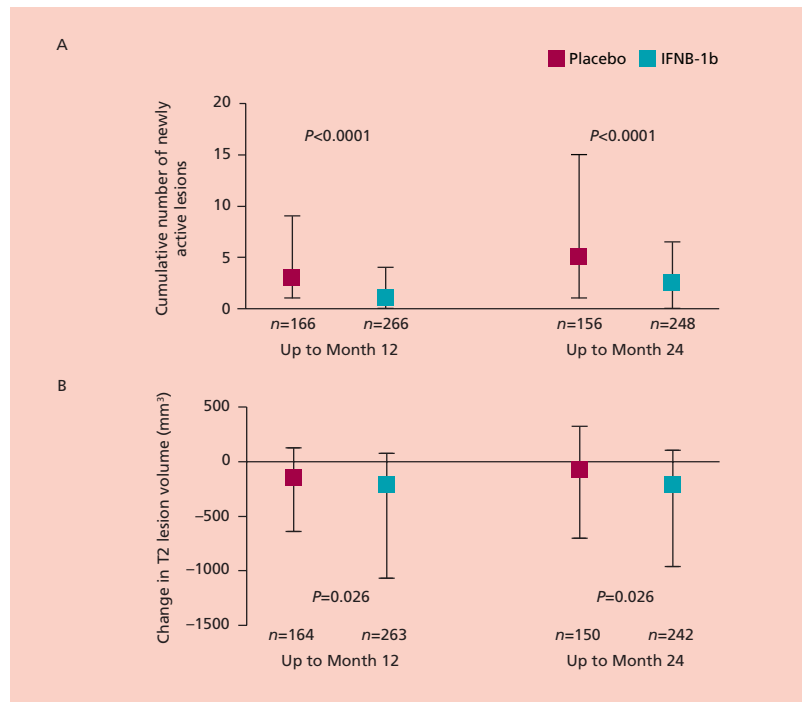 A
Placebo IFNB-1b
Cumulative number of newly
active lesions
20
15
10
5
0
P<0.0001
P<0.0001
n=166 n=266
n=156 n=248
Up to Month 12
Up to Month 24
B
Change in T2 lesion volume (mm³)
500
0
−500
−1000
−1500
P=0.026
P=0.026
n=164 n=263
n=150 n=242
Up to Month 12
Up to Month 24